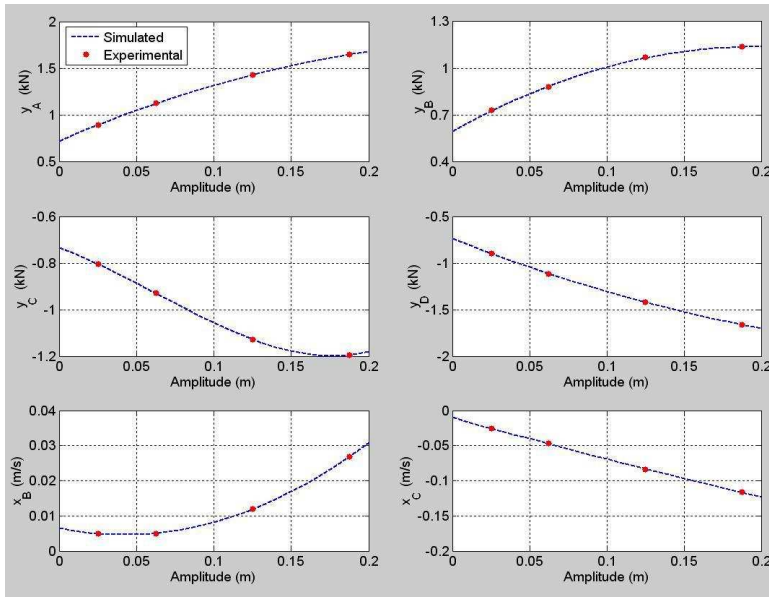 2
1.5
1
0.5
y_A (kN)
Simulated
Experimental
0 0.05 0.1 0.15 0.2
Amplitude (m)
1.3
1
0.7
0.4
y_B (kN)
0 0.05 0.1 0.15 0.2
Amplitude (m)
-0.6
-0.8
-1
-1.2
y_C (kN)
0 0.05 0.1 0.15 0.2
Amplitude (m)
-0.5
-1
-1.5
-2
y_D (kN)
0 0.05 0.1 0.15 0.2
Amplitude (m)
0.04
0.03
0.02
0.01
0
x_B (m/s)
0 0.05 0.1 0.15 0.2
Amplitude (m)
0
-0.05
-0.1
-0.15
-0.2
x_C (m/s)
0 0.05 0.1 0.15 0.2
Amplitude (m)